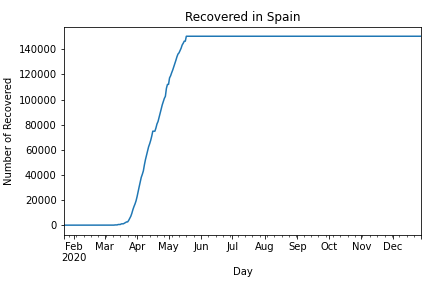 Recovered in Spain
Number of Recovered
140000
120000
100000
80000
60000
40000
20000
0
Feb Mar Apr May Jun Jul Aug Sep Oct Nov Dec
2020
Day